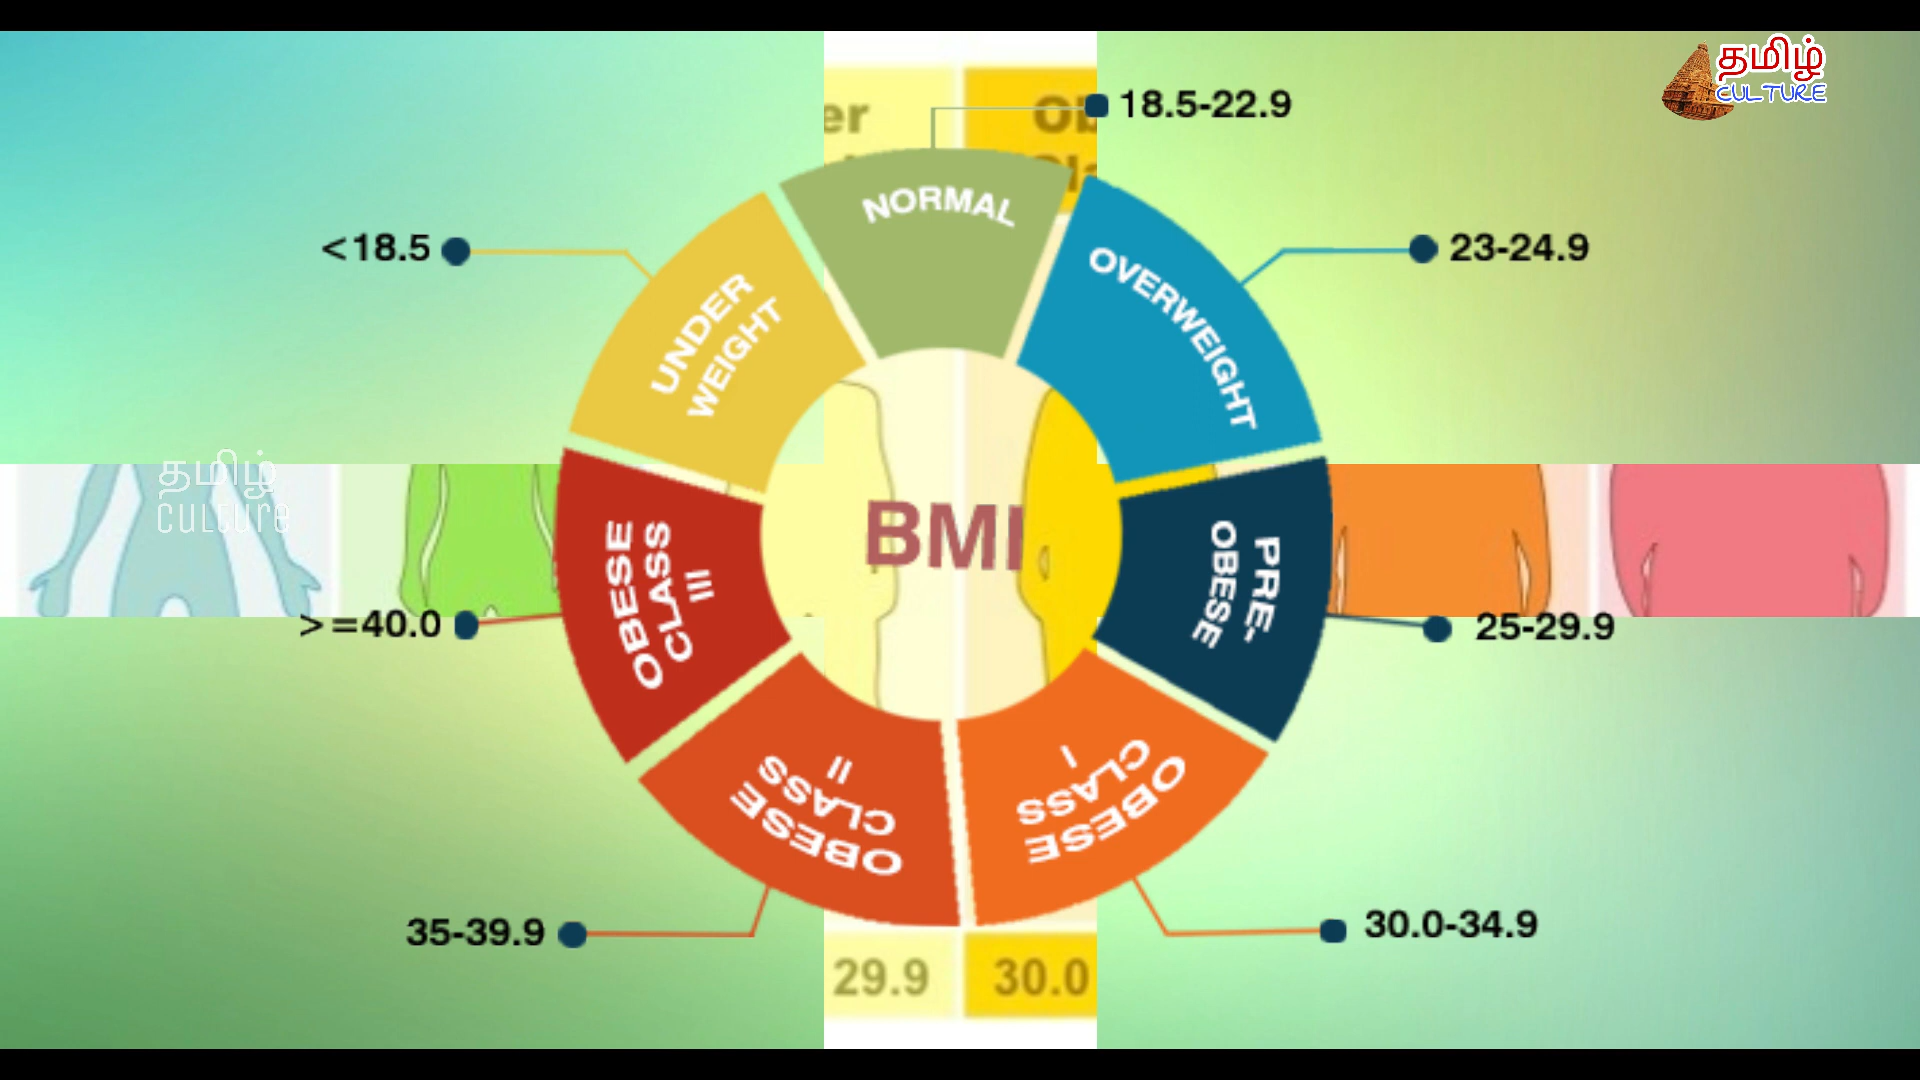 தமிழ்
CULTURE
er
Ob
18.5-22.9
NORMAL
<18.5
23-24.9
UNDER
WEIGHT
OVERWEIGHT
தமிழ்
culture
BMI
OBESE
CLASS
III
PRE-
OBESE
>=40.0
25-29.9
OBESE
CLASS
II
OBESE
CLASS
I
35-39.9
30.0-34.9
29.9
30.0